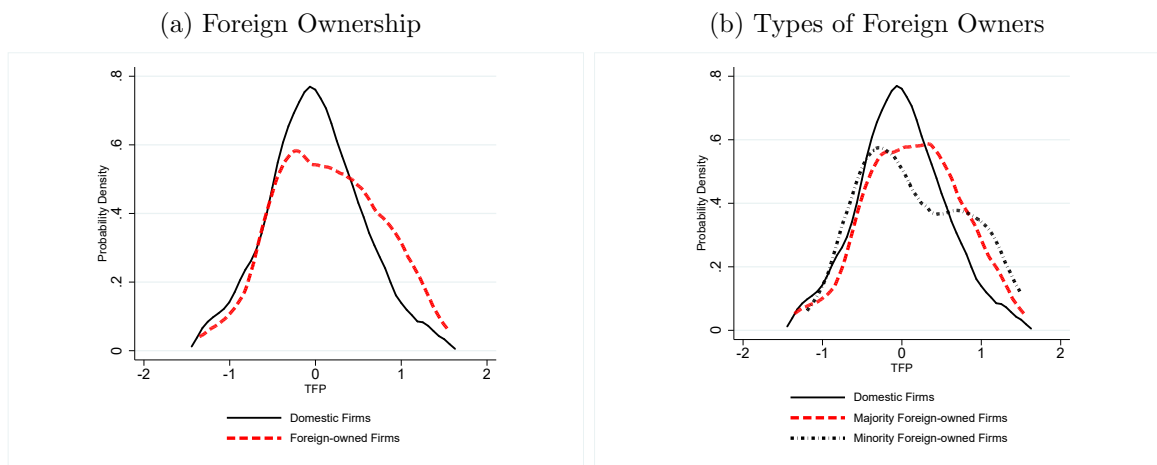 (a) Foreign Ownership
Probability Density
.8
.6
.4
.2
0
-2 -1 0 1 2
TFP
Domestic Firms
Foreign-owned Firms
(b) Types of Foreign Owners
Probability Density
.8
.6
.4
.2
0
-2 -1 0 1 2
TFP
Domestic Firms
Majority Foreign-owned Firms
Minority Foreign-owned Firms